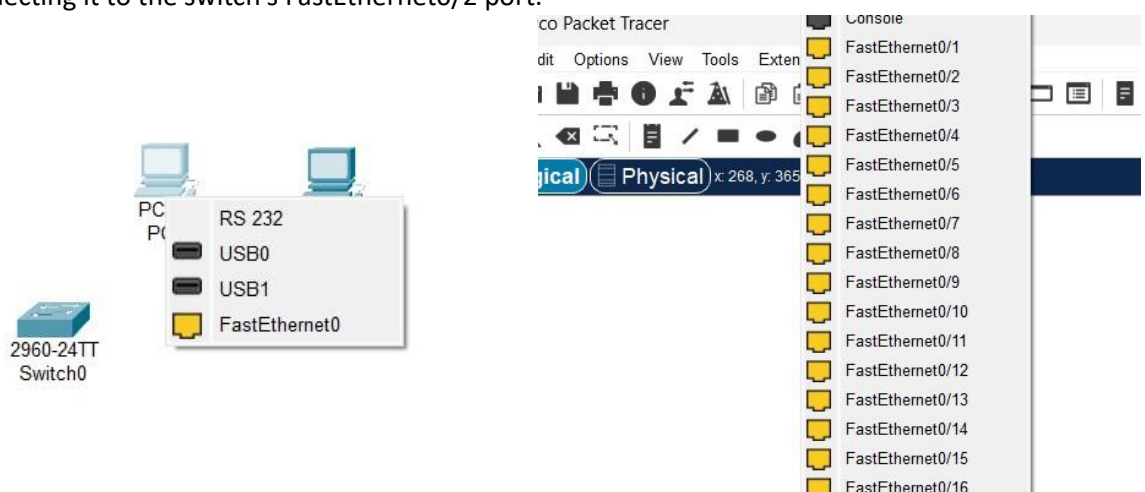 ecting it to the switch's FastEthernet0/2 port.
PC
RS 232
USB0
USB1
FastEthernet0
2960-24TT
Switch0
co Packet Tracer
dit Options View Tools Exten
gical Physical x: 268, y: 365
Console
FastEthernet0/1
FastEthernet0/2
FastEthernet0/3
FastEthernet0/4
FastEthernet0/5
FastEthernet0/6
FastEthernet0/7
FastEthernet0/8
FastEthernet0/9
FastEthernet0/10
FastEthernet0/11
FastEthernet0/12
FastEthernet0/13
FastEthernet0/14
FastEthernet0/15
FastEthernet0/16